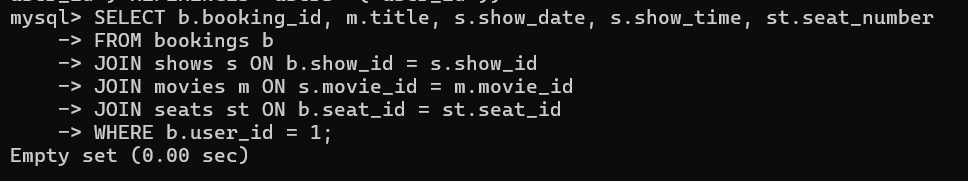 mysql> SELECT b.booking_id, m.title, s.show_date, s.show_time, st.seat_number
    -> FROM bookings b
    -> JOIN shows s ON b.show_id = s.show_id
    -> JOIN movies m ON s.movie_id = m.movie_id
    -> JOIN seats st ON b.seat_id = st.seat_id
    -> WHERE b.user_id = 1;
Empty set (0.00 sec)